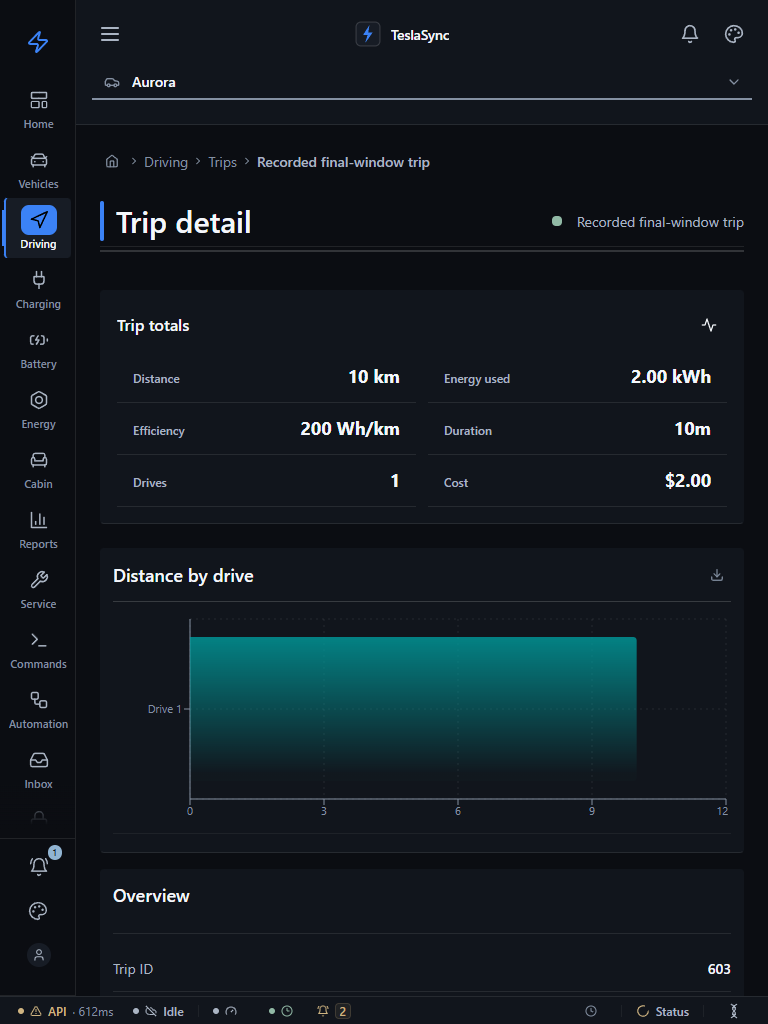 TeslaSync
Aurora
Home
Vehicles
Driving
Charging
Battery
Energy
Cabin
Reports
Service
Commands
Automation
Inbox
1
Driving
Trips
Recorded final-window trip
Trip detail
Recorded final-window trip
Trip totals
Distance 10 km
Energy used 2.00 kWh
Efficiency 200 Wh/km
Duration 10m
Drives 1
Cost $2.00
Distance by drive
Drive 1
0 3 6 9 12
Overview
Trip ID 603
API · 612ms Idle 2 Status